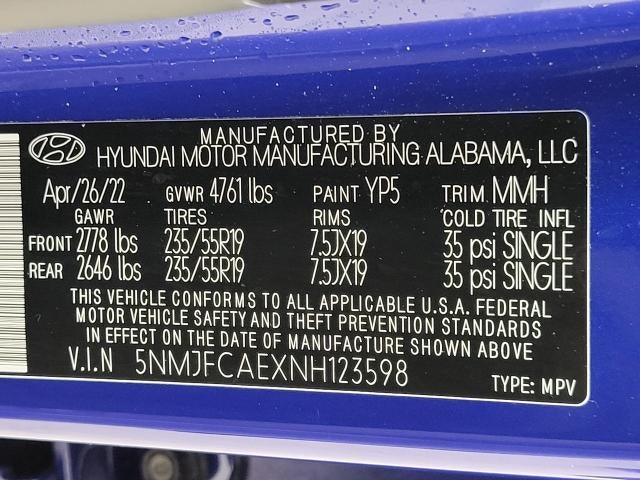 MANUFACTURED BY
HYUNDAI MOTOR MANUFACTURING ALABAMA, LLC
Apr/26/22 GVWR 4761 lbs PAINT YP5 TRIM MMH
GAWR TIRES RIMS COLD TIRE INFL
FRONT 2778 lbs 235/55R19 7.5JX19 35 psi SINGLE
REAR 2646 lbs 235/55R19 7.5JX19 35 psi SINGLE
THIS VEHICLE CONFORMS TO ALL APPLICABLE U.S.A. FEDERAL
MOTOR VEHICLE SAFETY AND THEFT PREVENTION STANDARDS
IN EFFECT ON THE DATE OF MANUFACTURE SHOWN ABOVE
V.I.N 5NMJFCAEXNH123598
TYPE: MPV